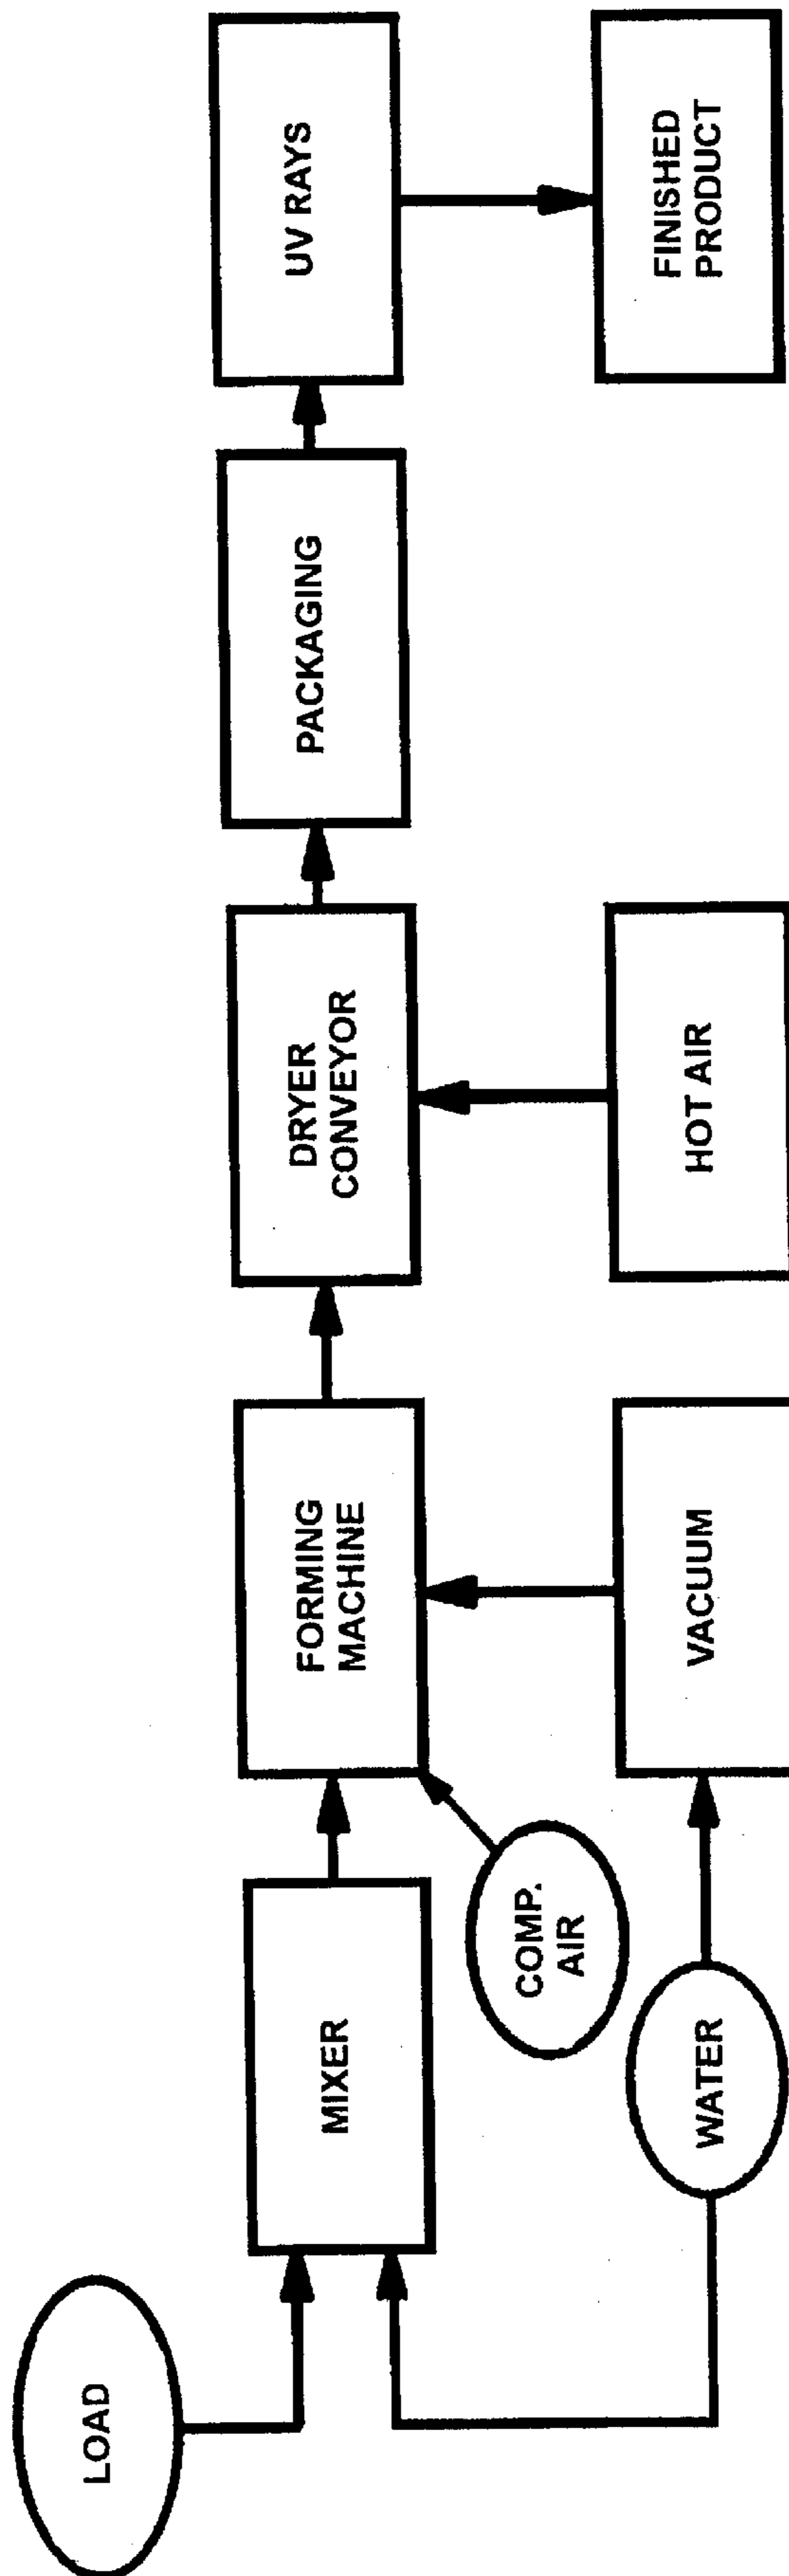 LOAD
MIXER
WATER
COMP.
AIR
FORMING
MACHINE
VACUUM
DRYER
CONVEYOR
HOT AIR
PACKAGING
UV RAYS
FINISHED
PRODUCT